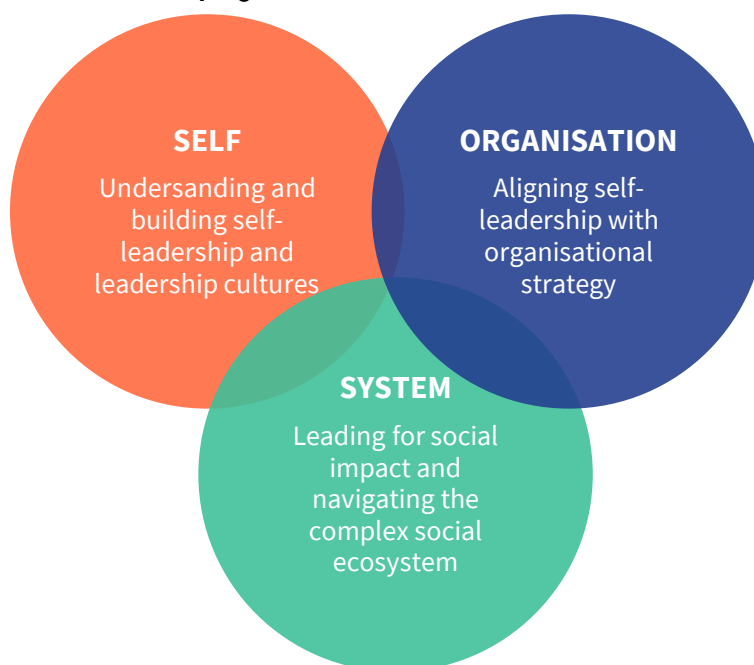 SELF
Undersanding and
building self-
leadership and
leadership cultures
ORGANISATION
Aligning self-
leadership with
organisational
strategy
SYSTEM
Leading for social
impact and
navigating the
complex social
ecosystem